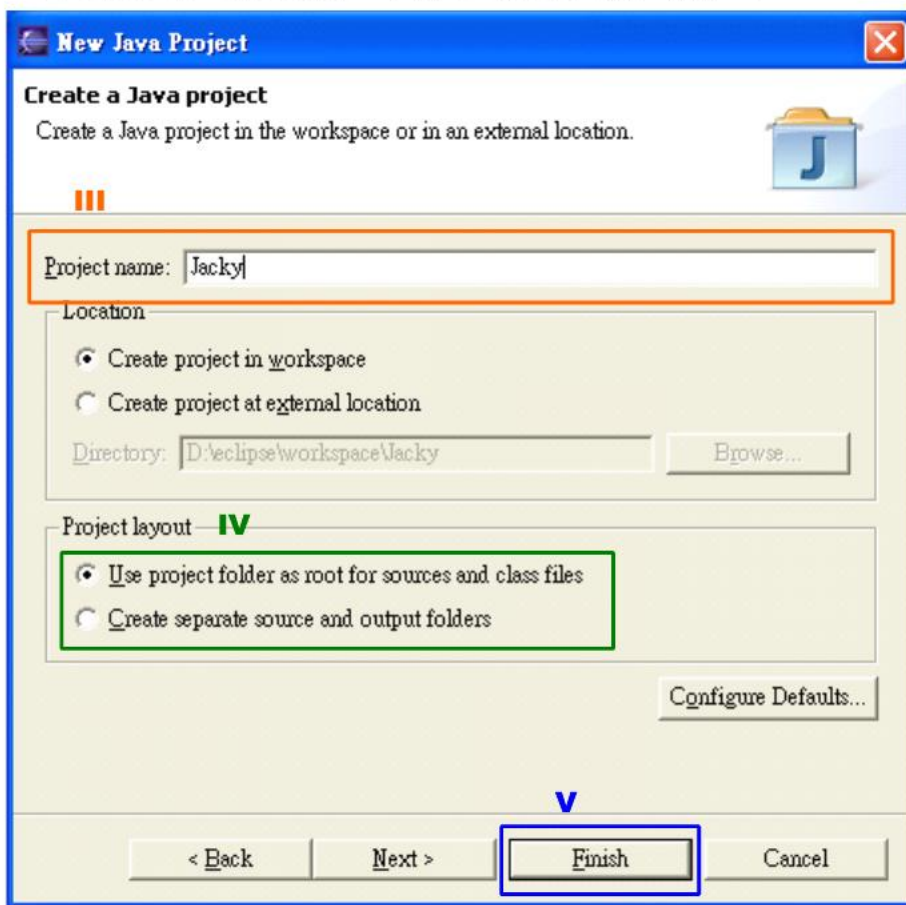 New Java Project
Create a Java project
Create a Java project in the workspace or in an external location.
J
III
Project name: Jacky
Location
Create project in workspace
Create project at external location
Directory: D:\eclipse\workspace\Jacky Browse...
Project layout IV
Use project folder as root for sources and class files
Create separate source and output folders
Configure Defaults...
V
< Back Next > Finish Cancel